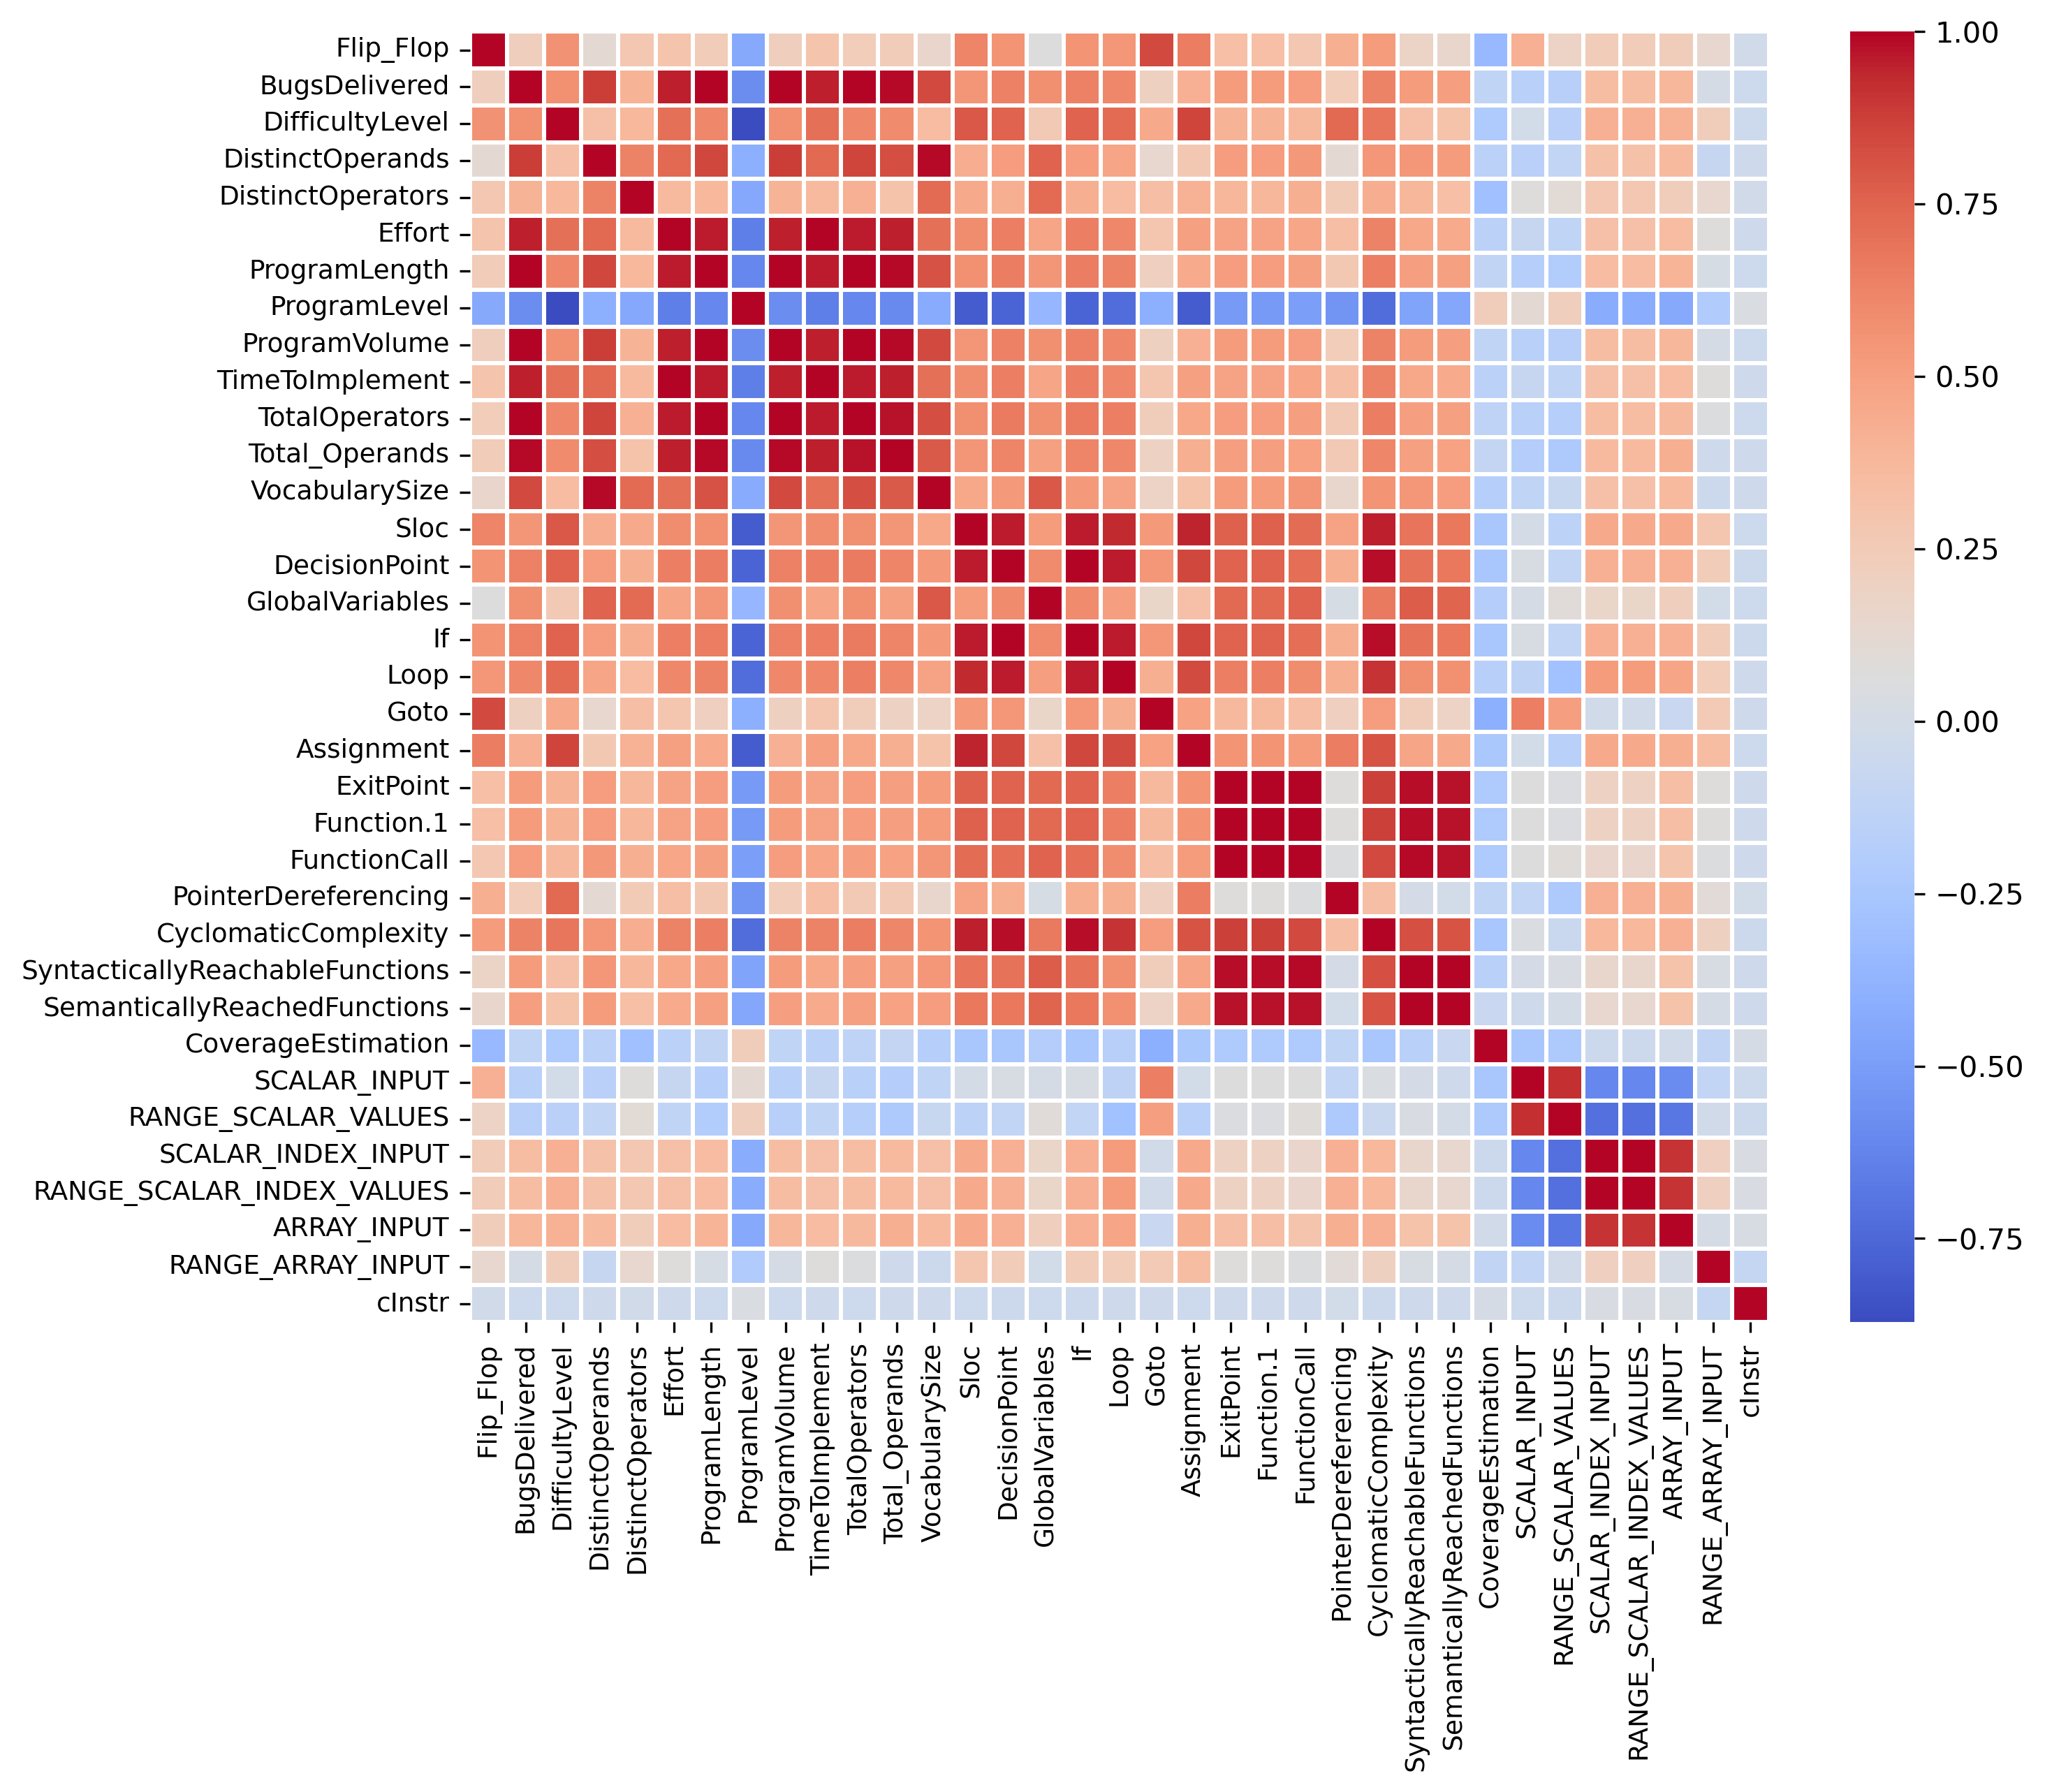 Flip_Flop
BugsDelivered
DifficultyLevel
DistinctOperands
DistinctOperators
Effort
ProgramLength
ProgramLevel
ProgramVolume
TimeToImplement
TotalOperators
Total_Operands
VocabularySize
Sloc
DecisionPoint
GlobalVariables
If
Loop
Goto
Assignment
ExitPoint
Function.1
FunctionCall
PointerDereferencing
CyclomaticComplexity
SyntacticallyReachableFunctions
SemanticallyReachedFunctions
CoverageEstimation
SCALAR_INPUT
RANGE_SCALAR_VALUES
SCALAR_INDEX_INPUT
RANGE_SCALAR_INDEX_VALUES
ARRAY_INPUT
RANGE_ARRAY_INPUT
cInstr
Flip_Flop
BugsDelivered
DifficultyLevel
DistinctOperands
DistinctOperators
Effort
ProgramLength
ProgramLevel
ProgramVolume
TimeToImplement
TotalOperators
Total_Operands
VocabularySize
Sloc
DecisionPoint
GlobalVariables
If
Loop
Goto
Assignment
ExitPoint
Function.1
FunctionCall
PointerDereferencing
CyclomaticComplexity
SyntacticallyReachableFunctions
SemanticallyReachedFunctions
CoverageEstimation
SCALAR_INPUT
RANGE_SCALAR_VALUES
SCALAR_INDEX_INPUT
RANGE_SCALAR_INDEX_VALUES
ARRAY_INPUT
RANGE_ARRAY_INPUT
cInstr
1.00
0.75
0.50
0.25
0.00
−0.25
−0.50
−0.75